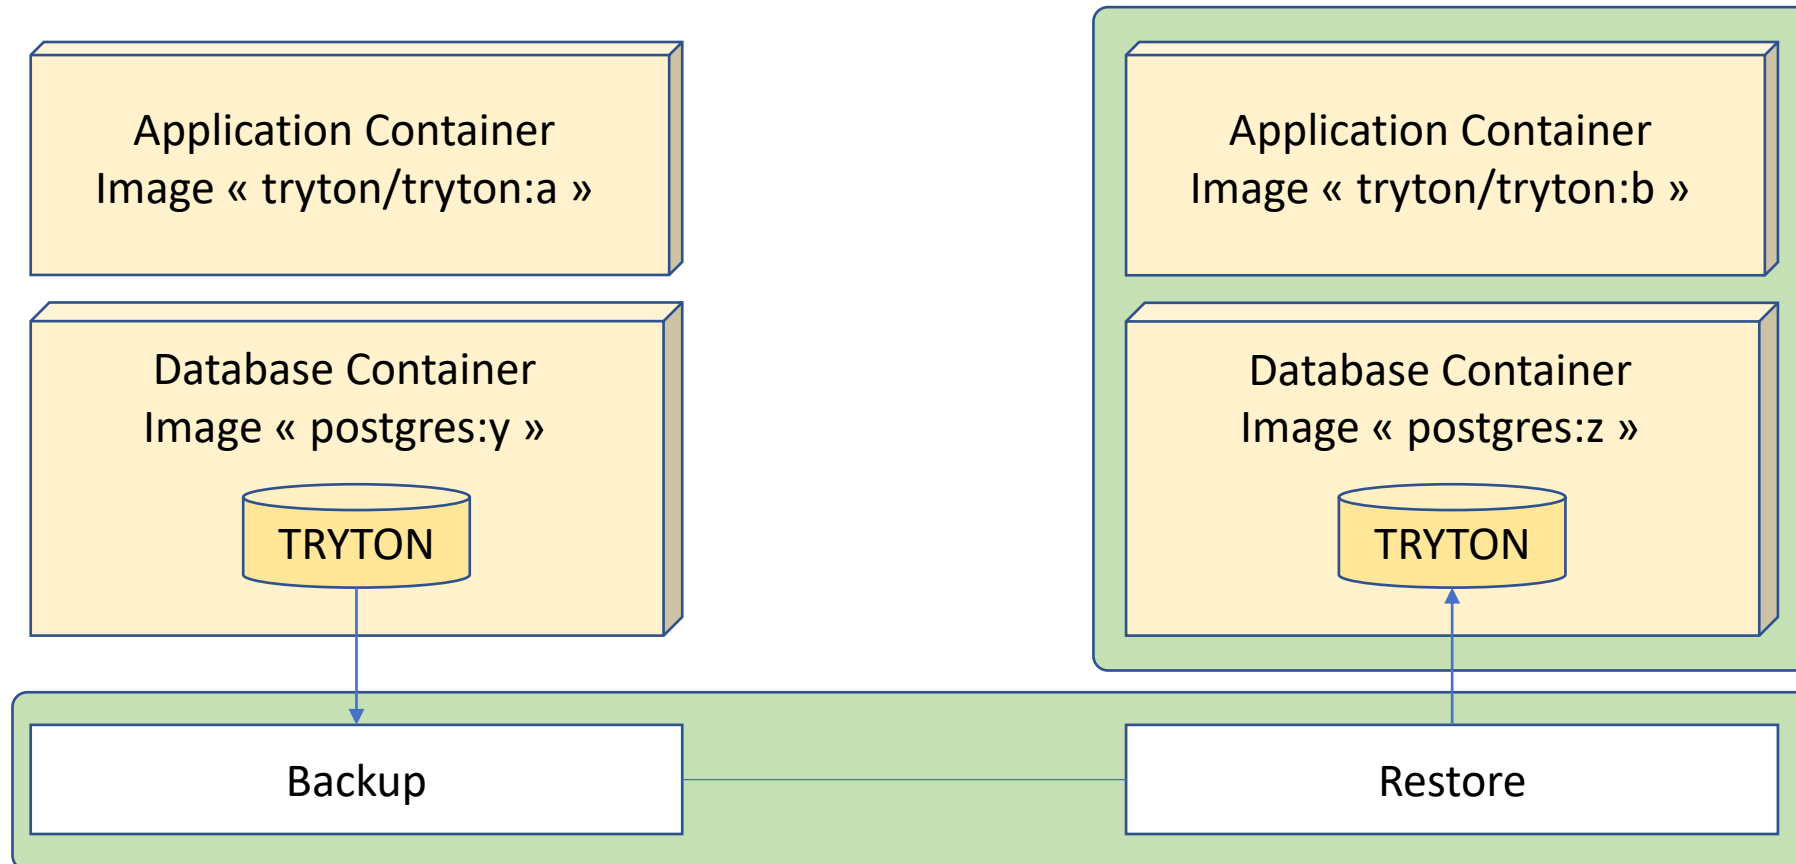 Application Container
Image « tryton/tryton:a »
Database Container
Image « postgres:y »
TRYTON
Backup
Application Container
Image « tryton/tryton:b »
Database Container
Image « postgres:z »
TRYTON
Restore